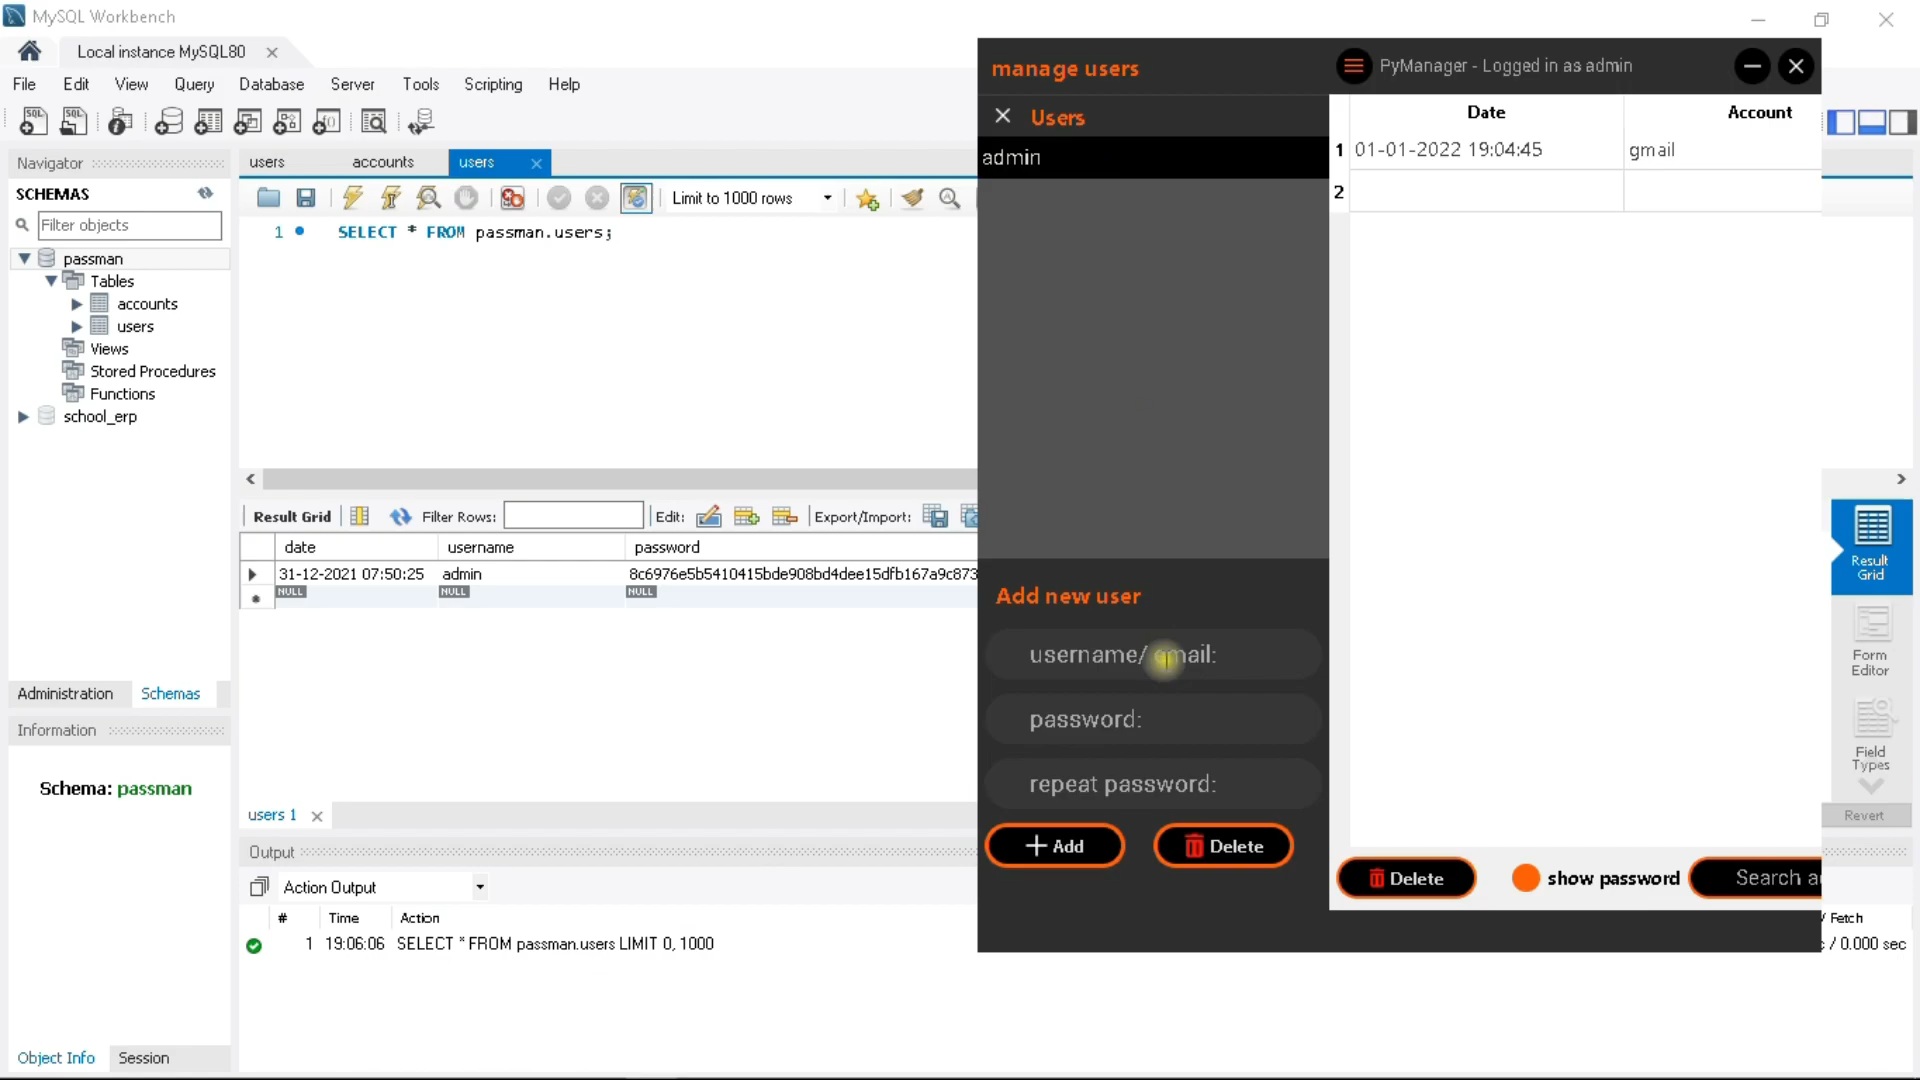 MySQL Workbench
Local instance MySQL80
File Edit View Query Database Server Tools Scripting Help
Navigator
SCHEMAS
Filter objects
passman
Tables
accounts
users
Views
Stored Procedures
Functions
school_erp
Administration Schemas
Information
Schema: passman
Object Info Session
users accounts users
Limit to 1000 rows
1 SELECT * FROM passman.users;
Result Grid Filter Rows: Edit: Export/Import:
date username password
31-12-2021 07:50:25 admin 8c6976e5b5410415bde908bd4dee15dfb167a9c873
NULL NULL NULL
users 1
Output
Action Output
# Time Action
1 19:06:06 SELECT * FROM passman.users LIMIT 0, 1000
manage users
Users
admin
Add new user
username/ email:
password:
repeat password:
Add Delete
PyManager - Logged in as admin
Date Account
1 01-01-2022 19:04:45 gmail
2
Delete show password Search a
Result
Grid
Form
Editor
Field
Types
Revert
/ Fetch
/ 0.000 sec